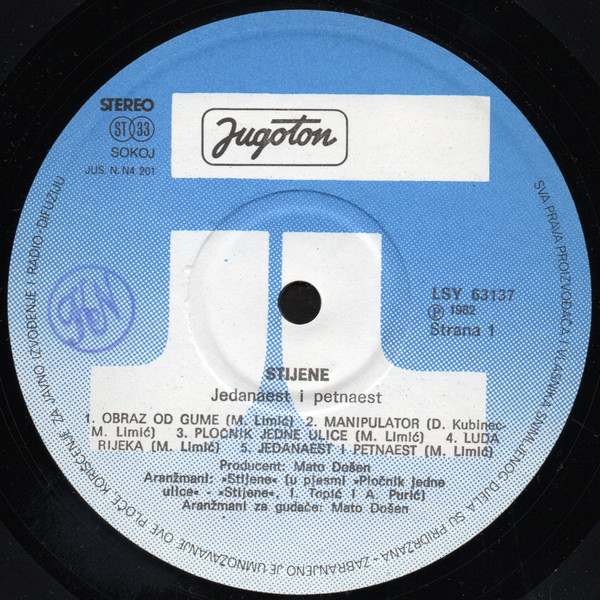 STEREO
ST 33
SOKOJ
JUS. N. N4 201
Jugoton
LSY 63137
℗ 1982
Strana 1
STIJENE
Jedanaest i petnaest
1. OBRAZ OD GUME (M. Limić) 2. MANIPULATOR (D. Kubinec-
M. Limić) 3. PLOČNIK JEDNE ULICE (M. Limić) 4. LUDA
RIJEKA (M. Limić) 5. JEDANAEST I PETNAEST (M. Limić)
Producent: Mato Došen
Aranžmani: »Stijene« (u pjesmi »Pločnik jedne
ulice« - »Stijene«, I. Topić i A. Purić)
Aranžmani za gudače: Mato Došen
SVA PRAVA PROIZVOĐAČA I VLASNIKA SNIMLJENOG DJELA SU PRIDRŽANA - ZABRANJENO JE UMNOŽAVANJE OVE PLOČE, KORIŠĆENJE ZA JAVNO IZVOĐENJE I RADIO-DIFUZIJU